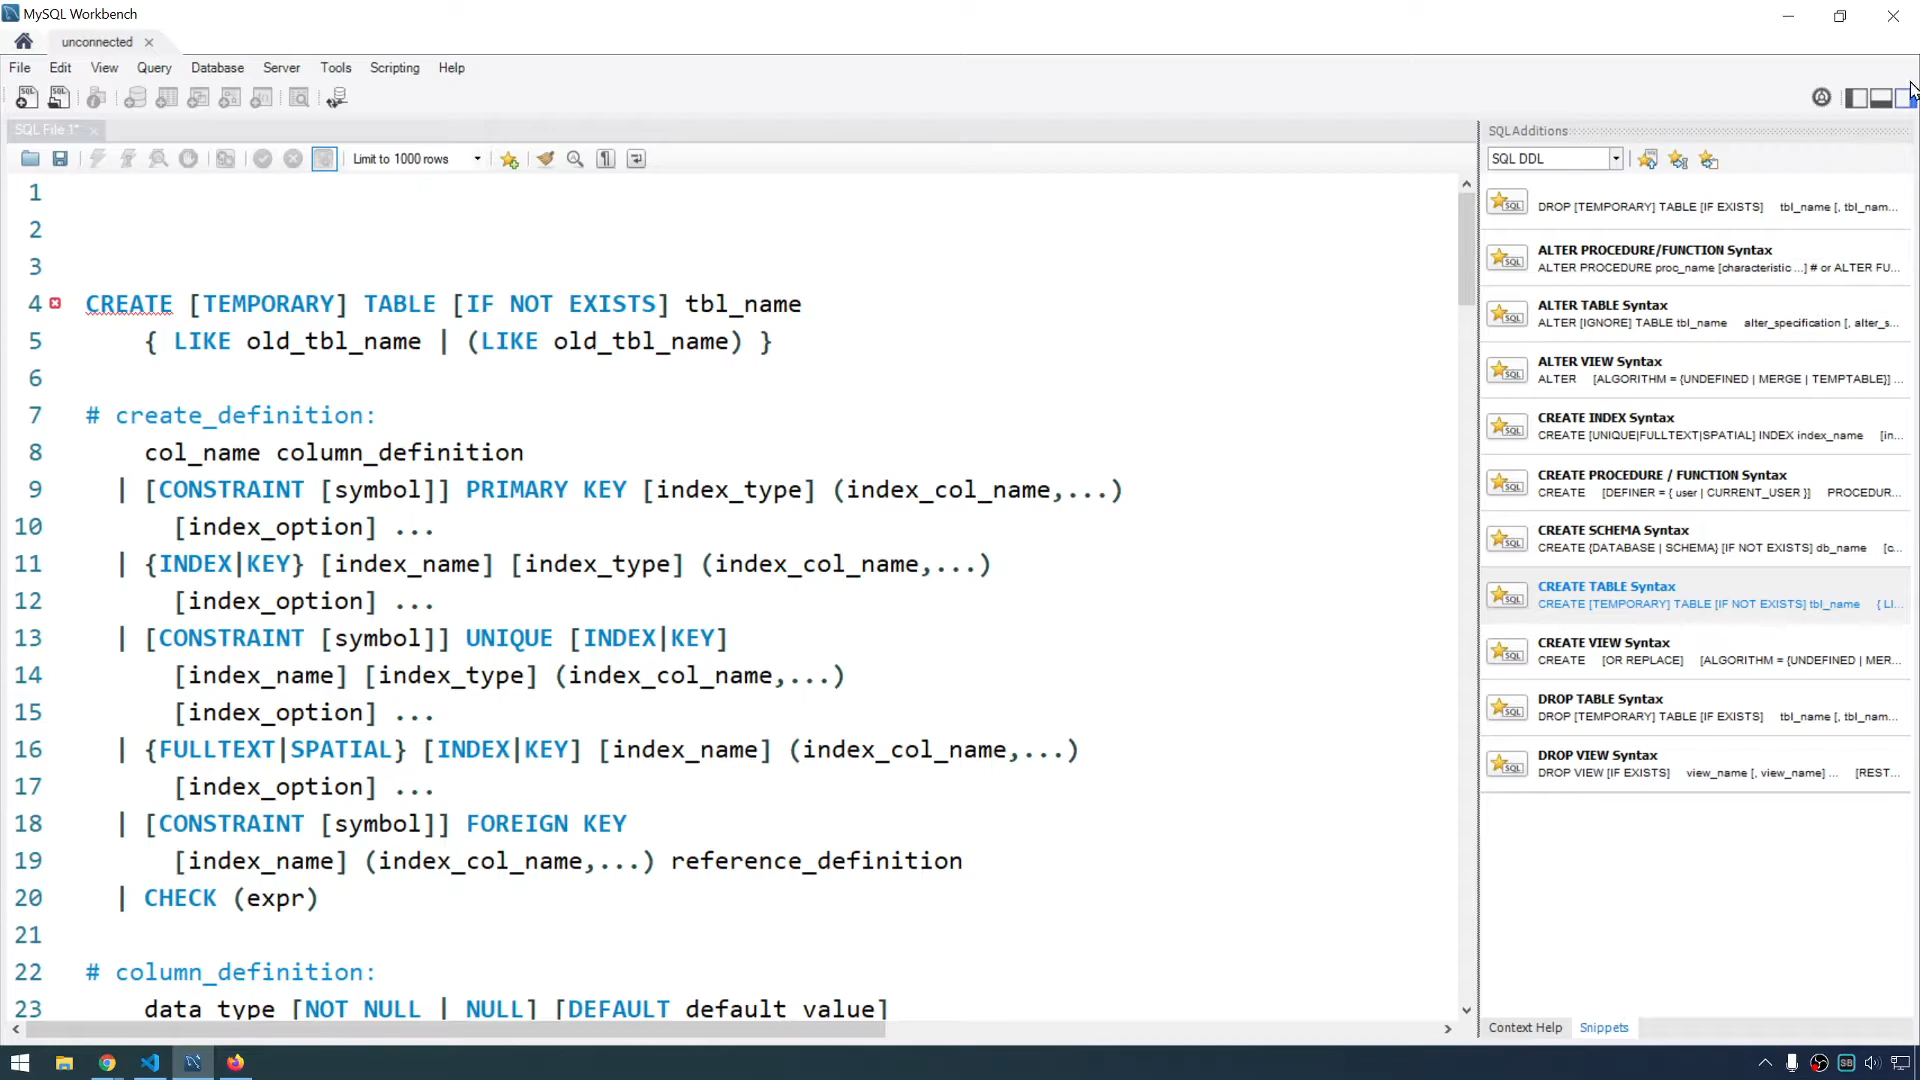 MySQL Workbench
unconnected
File Edit View Query Database Server Tools Scripting Help
SQL File 1*
SQLAdditions
Limit to 1000 rows
SQL DDL
1
2
3
4 CREATE [TEMPORARY] TABLE [IF NOT EXISTS] tbl_name
5 { LIKE old_tbl_name | (LIKE old_tbl_name) }
6
7 # create_definition:
8 col_name column_definition
9 | [CONSTRAINT [symbol]] PRIMARY KEY [index_type] (index_col_name,...)
10 [index_option] ...
11 | {INDEX|KEY} [index_name] [index_type] (index_col_name,...)
12 [index_option] ...
13 | [CONSTRAINT [symbol]] UNIQUE [INDEX|KEY]
14 [index_name] [index_type] (index_col_name,...)
15 [index_option] ...
16 | {FULLTEXT|SPATIAL} [INDEX|KEY] [index_name] (index_col_name,...)
17 [index_option] ...
18 | [CONSTRAINT [symbol]] FOREIGN KEY
19 [index_name] (index_col_name,...) reference_definition
20 | CHECK (expr)
21
22 # column_definition:
23 data_type [NOT NULL | NULL] [DEFAULT default_value]
DROP [TEMPORARY] TABLE [IF EXISTS] tbl_name [, tbl_nam...
ALTER PROCEDURE/FUNCTION Syntax
ALTER PROCEDURE proc_name [characteristic ...] # or ALTER FU...
ALTER TABLE Syntax
ALTER [IGNORE] TABLE tbl_name alter_specification [, alter_s...
ALTER VIEW Syntax
ALTER [ALGORITHM = {UNDEFINED | MERGE | TEMPTABLE}] ...
CREATE INDEX Syntax
CREATE [UNIQUE|FULLTEXT|SPATIAL] INDEX index_name [in...
CREATE PROCEDURE / FUNCTION Syntax
CREATE [DEFINER = { user | CURRENT_USER }] PROCEDUR...
CREATE SCHEMA Syntax
CREATE {DATABASE | SCHEMA} [IF NOT EXISTS] db_name [c...
CREATE TABLE Syntax
CREATE [TEMPORARY] TABLE [IF NOT EXISTS] tbl_name { LI...
CREATE VIEW Syntax
CREATE [OR REPLACE] [ALGORITHM = {UNDEFINED | MER...
DROP TABLE Syntax
DROP [TEMPORARY] TABLE [IF EXISTS] tbl_name [, tbl_nam...
DROP VIEW Syntax
DROP VIEW [IF EXISTS] view_name [, view_name] ... [REST...
Context Help Snippets